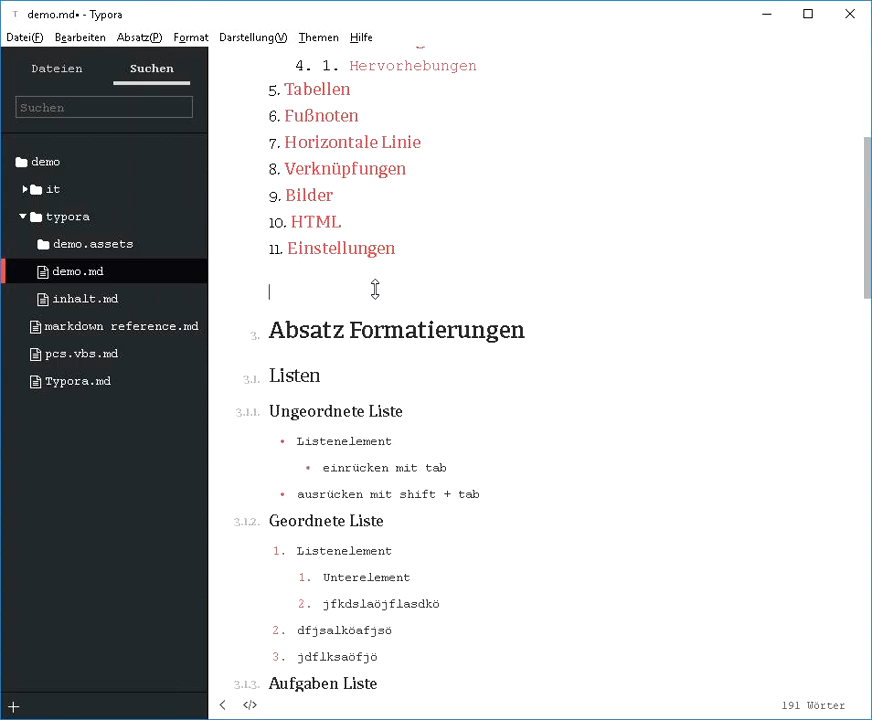 demo.md• - Typora
Datei(F) Bearbeiten Absatz(P) Format Darstellung(V) Themen Hilfe
Dateien Suchen
Suchen
demo
it
typora
demo.assets
demo.md
inhalt.md
markdown reference.md
pcs.vbs.md
Typora.md
4. 1. Hervorhebungen
5. Tabellen
6. Fußnoten
7. Horizontale Linie
8. Verknüpfungen
9. Bilder
10. HTML
11. Einstellungen
3. Absatz Formatierungen
3.1. Listen
3.1.1. Ungeordnete Liste
• Listenelement
• einrücken mit tab
• ausrücken mit shift + tab
3.1.2. Geordnete Liste
1. Listenelement
1. Unterelement
2. jfkdslaöjflasdkö
2. dfjsalköafjsö
3. jdflksaöfjö
3.1.3. Aufgaben Liste
191 Wörter